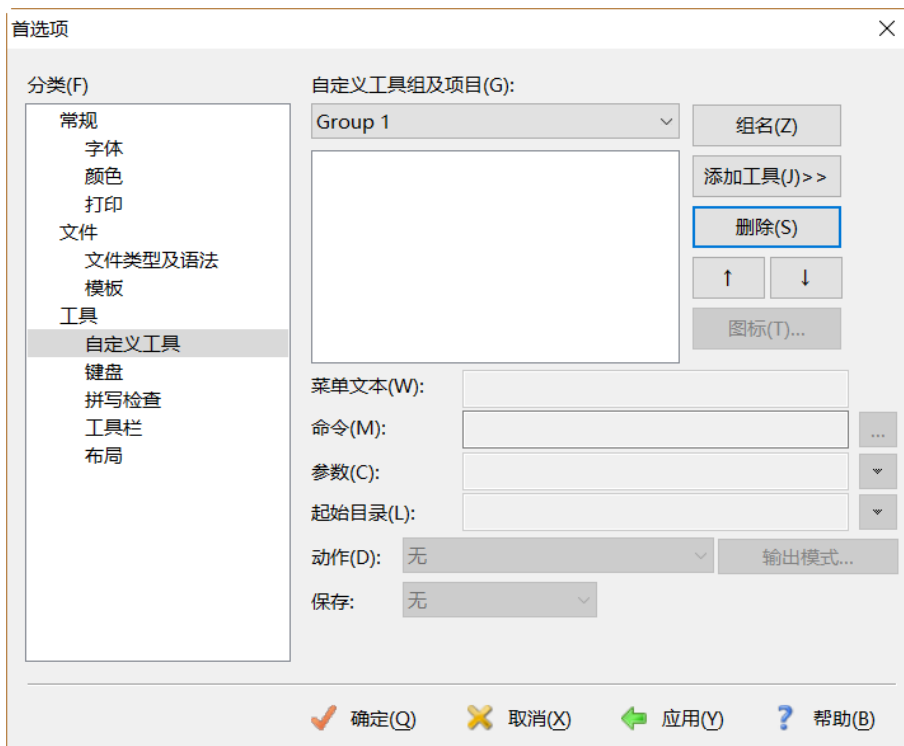 首选项
分类(F)
常规
字体
颜色
打印
文件
文件类型及语法
模板
工具
自定义工具
键盘
拼写检查
工具栏
布局
自定义工具组及项目(G):
Group 1
组名(Z)
添加工具(J)>>
删除(S)
↑ ↓
图标(T)...
菜单文本(W):
命令(M): ...
参数(C):
起始目录(L):
动作(D): 无 输出模式...
保存: 无
确定(Q) 取消(X) 应用(Y) ? 帮助(B)